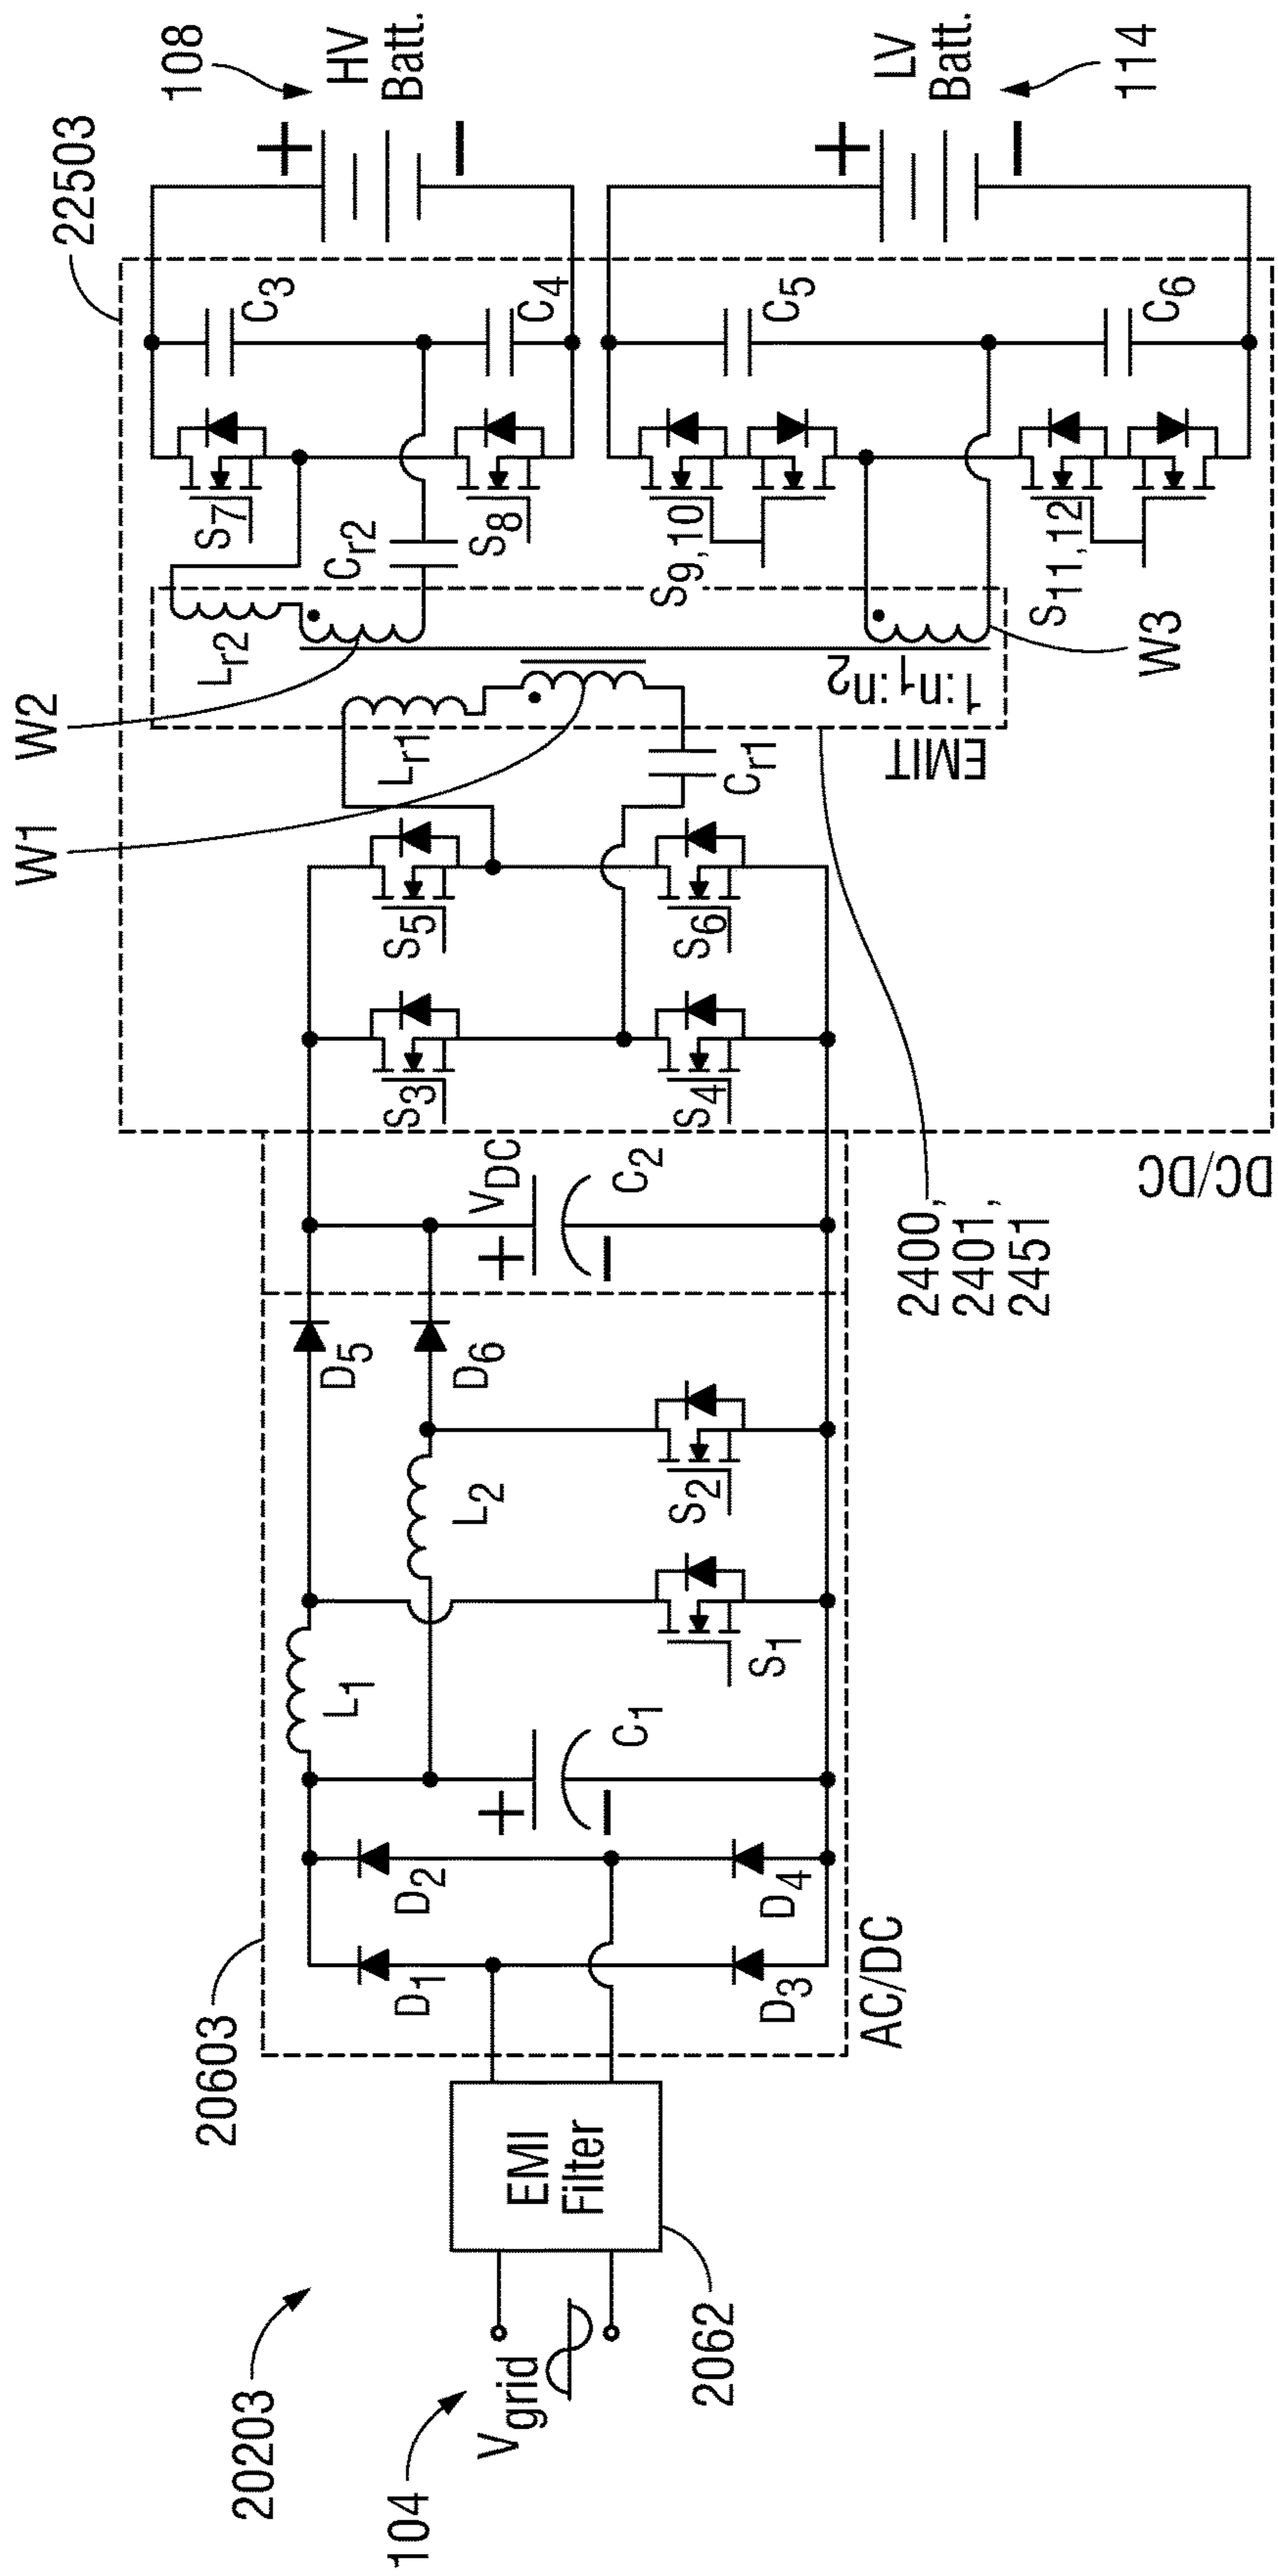 20203
104
Vgrid
EMI
Filter
2062
20603
AC/DC
D1
D2
D3
D4
+
−
C1
L1
L2
S1
S2
D5
D6
+
−
VDC
C2
DC/DC
22503
S3
S4
S5
S6
W1
W2
Lr1
Cr1
EMIT
1:n1:n2
2400,
2401,
2451
Lr2
Cr2
W3
S7
S8
S9,10
S11,12
C3
C4
C5
C6
+
−
108
HV
Batt.
+
−
LV
Batt.
114